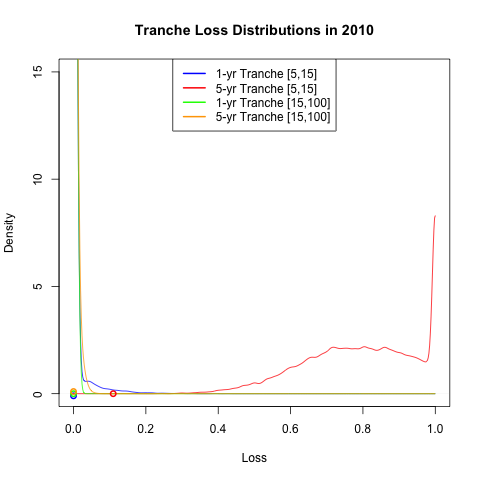 Tranche Loss Distributions in 2010
1-yr Tranche [5,15]
5-yr Tranche [5,15]
1-yr Tranche [15,100]
5-yr Tranche [15,100]
15
10
5
0
Density
0.0 0.2 0.4 0.6 0.8 1.0
Loss